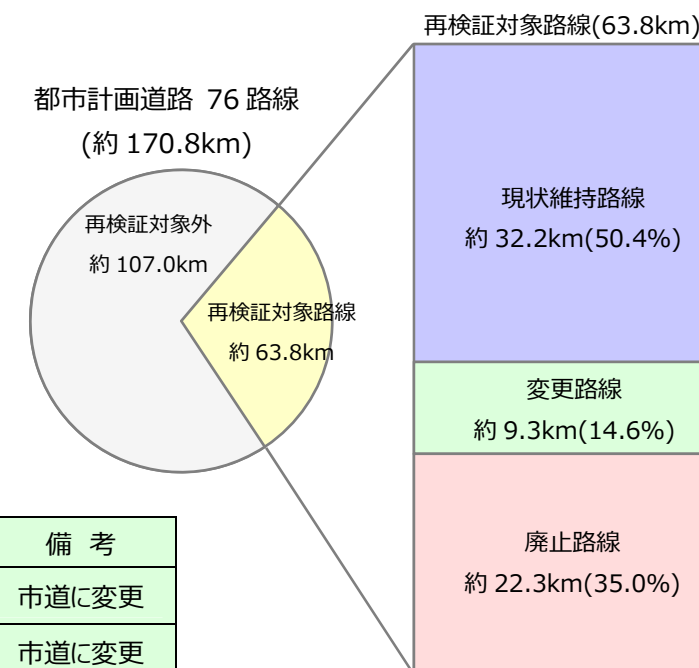 再検証対象路線(63.8km)
都市計画道路 76 路線
(約 170.8km)
再検証対象外
約 107.0km
再検証対象路線
約 63.8km
現状維持路線
約 32.2km(50.4%)
変更路線
約 9.3km(14.6%)
廃止路線
約 22.3km(35.0%)
備 考
市道に変更
市道に変更